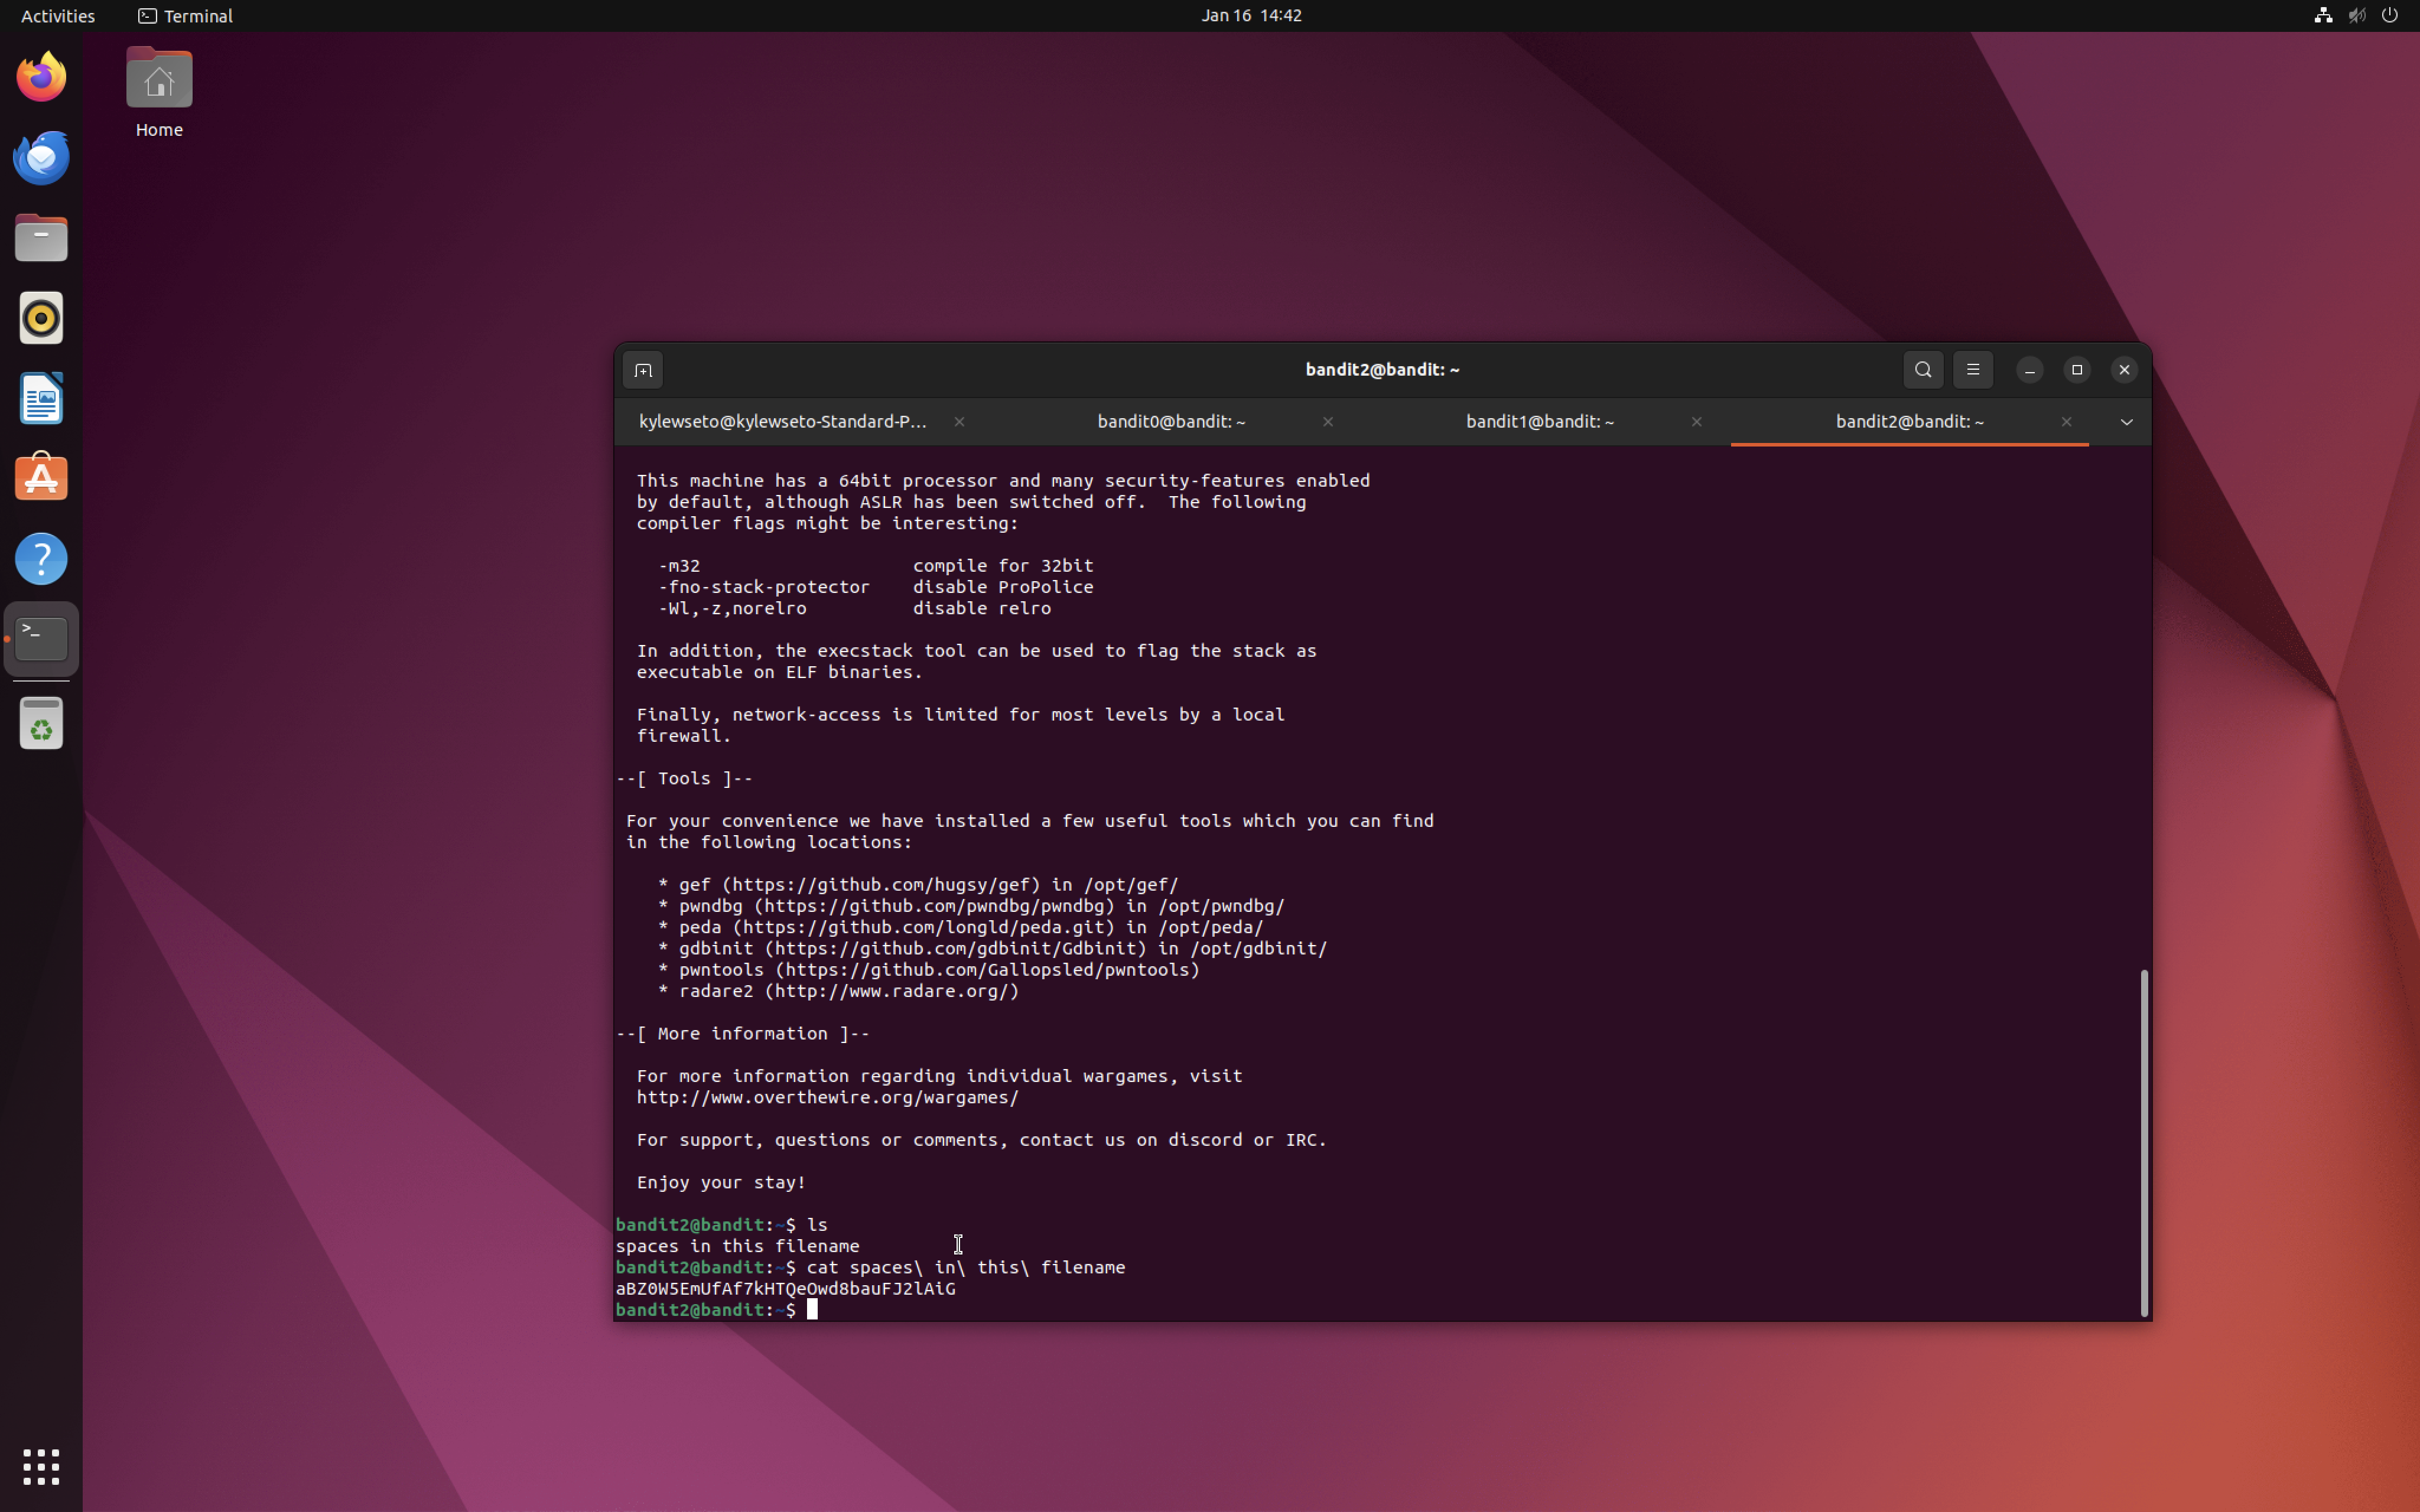 Activities
Terminal
Jan 16 14:42
Home
bandit2@bandit: ~
kylewseto@kylewseto-Standard-P...
bandit0@bandit: ~
bandit1@bandit: ~
bandit2@bandit: ~
This machine has a 64bit processor and many security-features enabled
by default, although ASLR has been switched off.  The following
compiler flags might be interesting:
-m32                    compile for 32bit
-fno-stack-protector    disable ProPolice
-Wl,-z,norelro          disable relro
In addition, the execstack tool can be used to flag the stack as
executable on ELF binaries.
Finally, network-access is limited for most levels by a local
firewall.
--[ Tools ]--
For your convenience we have installed a few useful tools which you can find
in the following locations:
* gef (https://github.com/hugsy/gef) in /opt/gef/
* pwndbg (https://github.com/pwndbg/pwndbg) in /opt/pwndbg/
* peda (https://github.com/longld/peda.git) in /opt/peda/
* gdbinit (https://github.com/gdbinit/Gdbinit) in /opt/gdbinit/
* pwntools (https://github.com/Gallopsled/pwntools)
* radare2 (http://www.radare.org/)
--[ More information ]--
For more information regarding individual wargames, visit
http://www.overthewire.org/wargames/
For support, questions or comments, contact us on discord or IRC.
Enjoy your stay!
bandit2@bandit:~$ ls
spaces in this filename
bandit2@bandit:~$ cat spaces\ in\ this\ filename
aBZ0W5EmUfAf7kHTQeOwd8bauFJ2lAiG
bandit2@bandit:~$